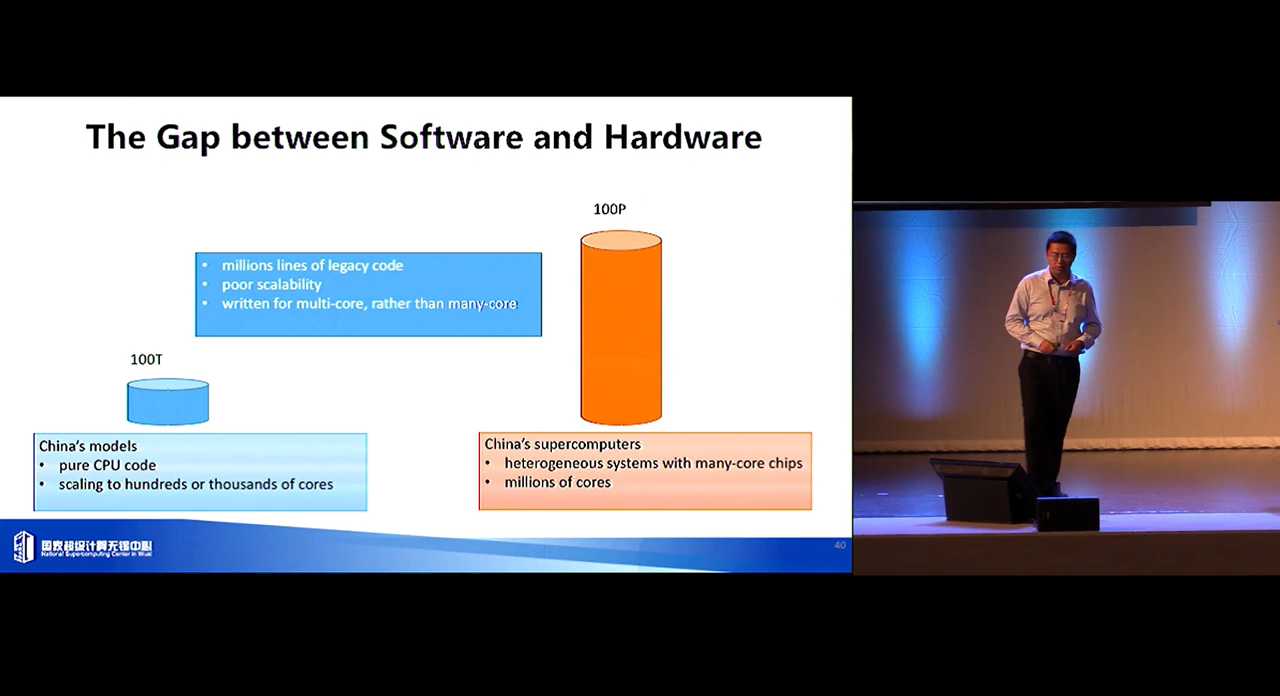 The Gap between Software and Hardware
100P
• millions lines of legacy code
• poor scalability
• written for multi-core, rather than many-core
100T
China's models
• pure CPU code
• scaling to hundreds or thousands of cores
China's supercomputers
• heterogeneous systems with many-core chips
• millions of cores
国家超级计算无锡中心
National Supercomputing Center in Wuxi
40